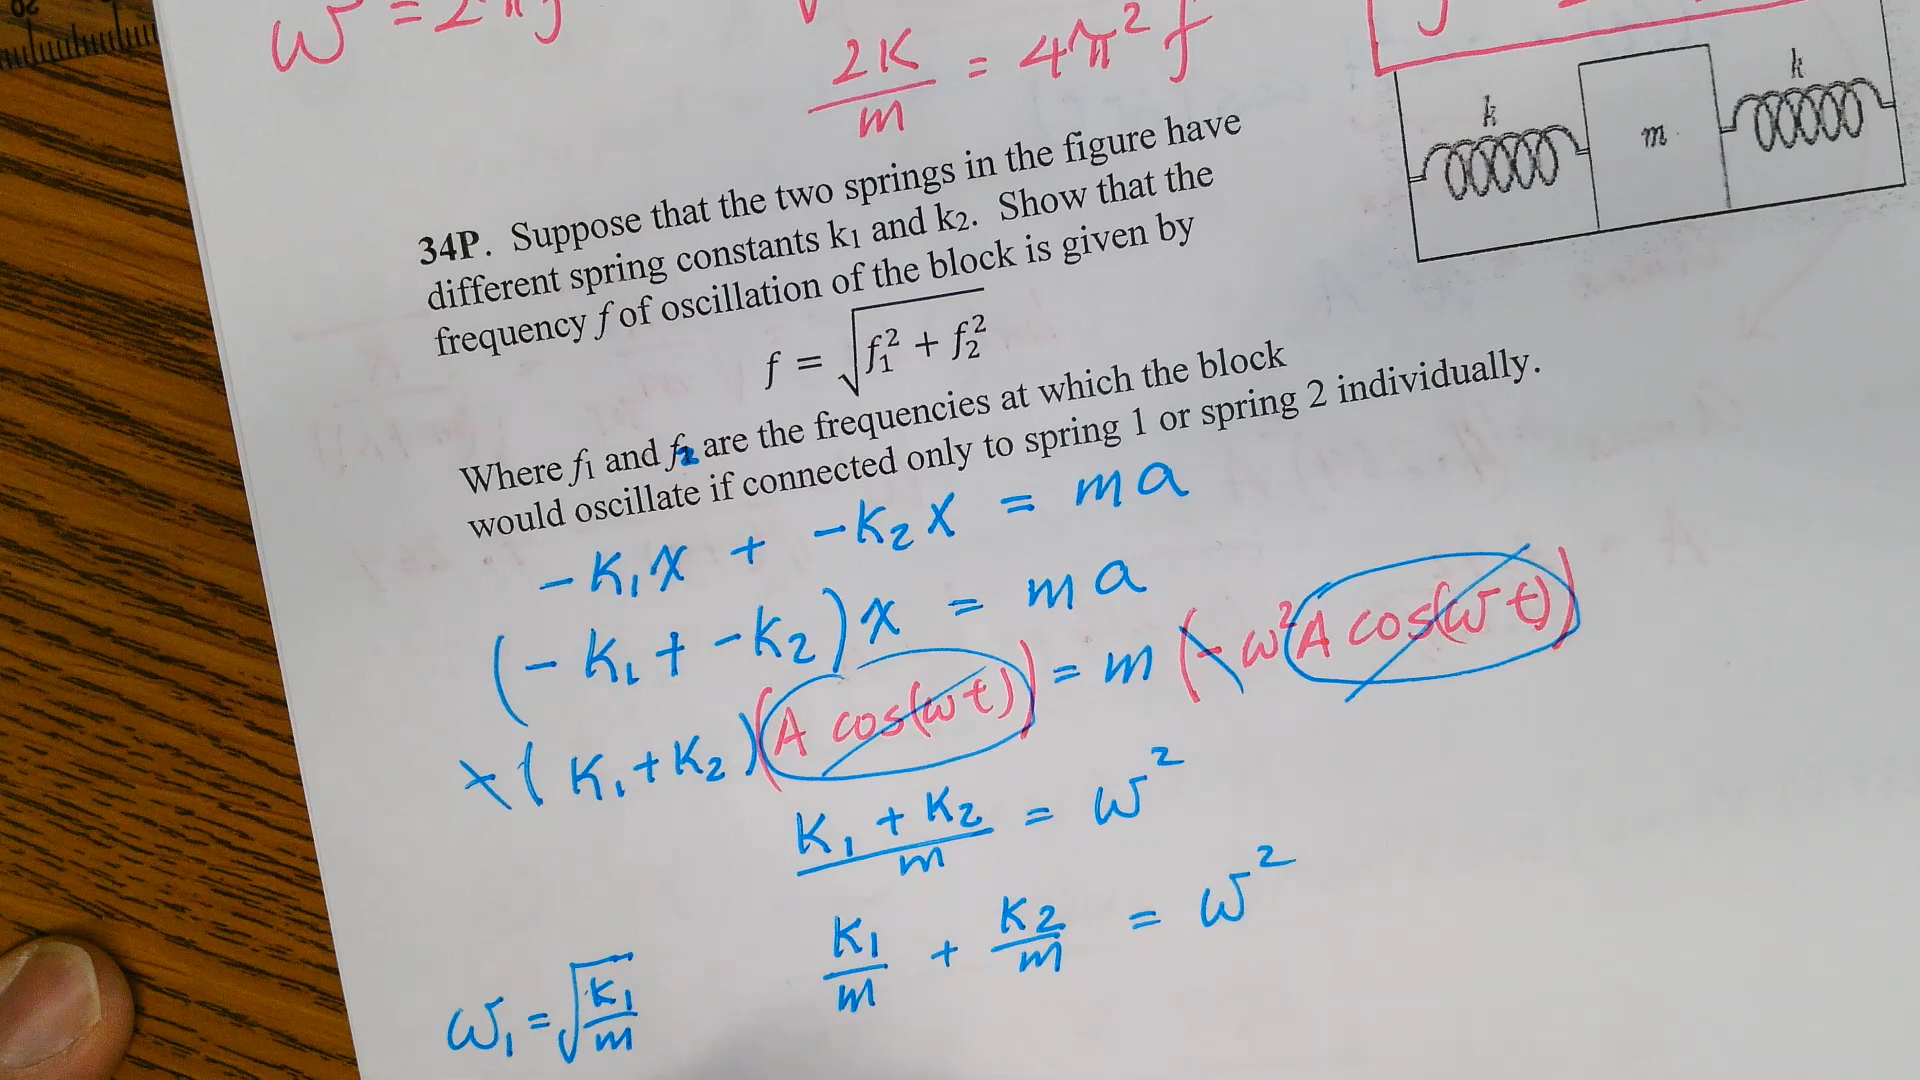 ω = 2π
2K/m = 4π² f
k m k
34P. Suppose that the two springs in the figure have
different spring constants k₁ and k₂. Show that the
frequency f of oscillation of the block is given by
f = √(f₁² + f₂²)
Where f₁ and f₂ are the frequencies at which the block
would oscillate if connected only to spring 1 or spring 2 individually.
-K₁x + -K₂x = ma
(-K₁ + -K₂)x = ma
(K₁+K₂)(A cos(ωt)) = m(-ω²A cos(ωt))
K₁ + K₂/m = ω²
K₁/m + K₂/m = ω²
ω₁ = √(K₁/m)